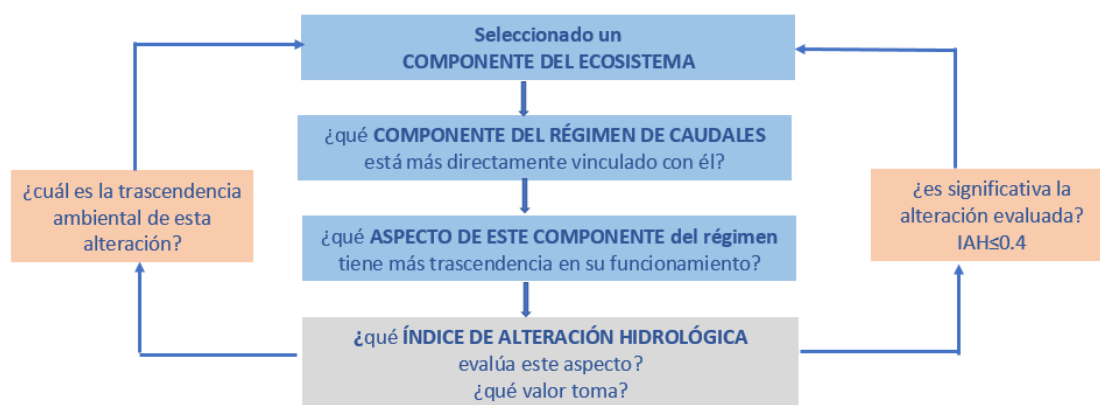 Seleccionado un
COMPONENTE DEL ECOSISTEMA
¿qué COMPONENTE DEL RÉGIMEN DE CAUDALES
está más directamente vinculado con él?
¿cuál es la trascendencia
ambiental de esta
alteración?
¿es significativa la
alteración evaluada?
IAH≤0.4
¿qué ASPECTO DE ESTE COMPONENTE del régimen
tiene más trascendencia en su funcionamiento?
¿qué ÍNDICE DE ALTERACIÓN HIDROLÓGICA
evalúa este aspecto?
¿qué valor toma?